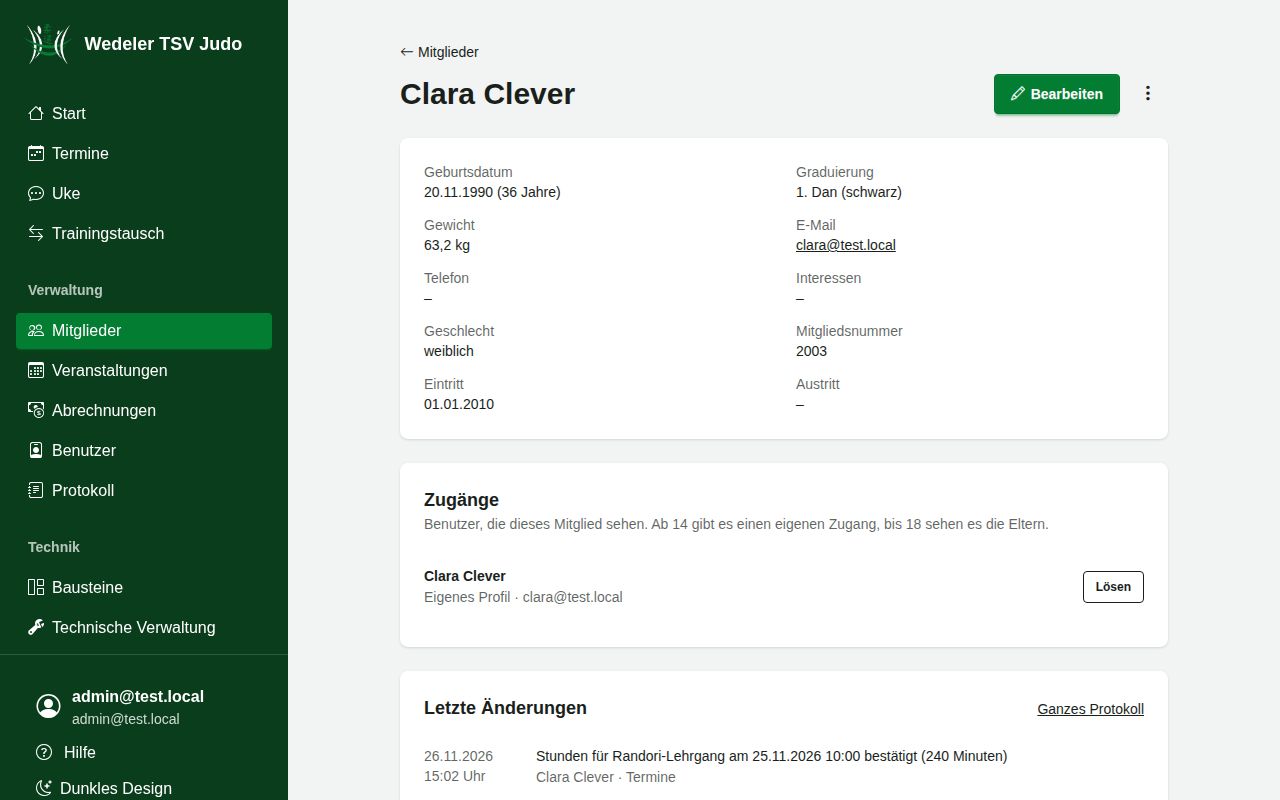 Wedeler TSV Judo
Start
Termine
Uke
Trainingstausch
Verwaltung
Mitglieder
Veranstaltungen
Abrechnungen
Benutzer
Protokoll
Technik
Bausteine
Technische Verwaltung
admin@test.local
admin@test.local
Hilfe
Dunkles Design
← Mitglieder
Clara Clever
Bearbeiten
Geburtsdatum
20.11.1990 (36 Jahre)
Graduierung
1. Dan (schwarz)
Gewicht
63,2 kg
E-Mail
clara@test.local
Telefon
–
Interessen
–
Geschlecht
weiblich
Mitgliedsnummer
2003
Eintritt
01.01.2010
Austritt
–
Zugänge
Benutzer, die dieses Mitglied sehen. Ab 14 gibt es einen eigenen Zugang, bis 18 sehen es die Eltern.
Clara Clever
Eigenes Profil · clara@test.local
Lösen
Letzte Änderungen
Ganzes Protokoll
26.11.2026
15:02 Uhr
Stunden für Randori-Lehrgang am 25.11.2026 10:00 bestätigt (240 Minuten)
Clara Clever · Termine